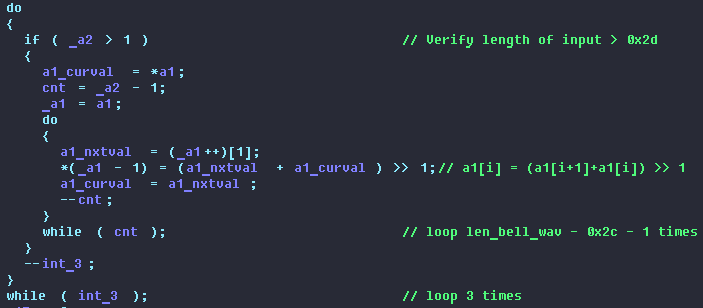 do
{
if ( _a2 > 1 ) // Verify length of input > 0x2d
{
a1_curval = *a1;
cnt = _a2 - 1;
_a1 = a1;
do
{
a1_nxtval = (_a1++)[1];
*(_a1 - 1) = (a1_nxtval + a1_curval ) >> 1;// a1[i] = (a1[i+1]+a1[i]) >> 1
a1_curval = a1_nxtval ;
--cnt;
}
while ( cnt ); // loop len_bell_wav - 0x2c - 1 times
}
--int_3;
}
while ( int_3 ); // loop 3 times